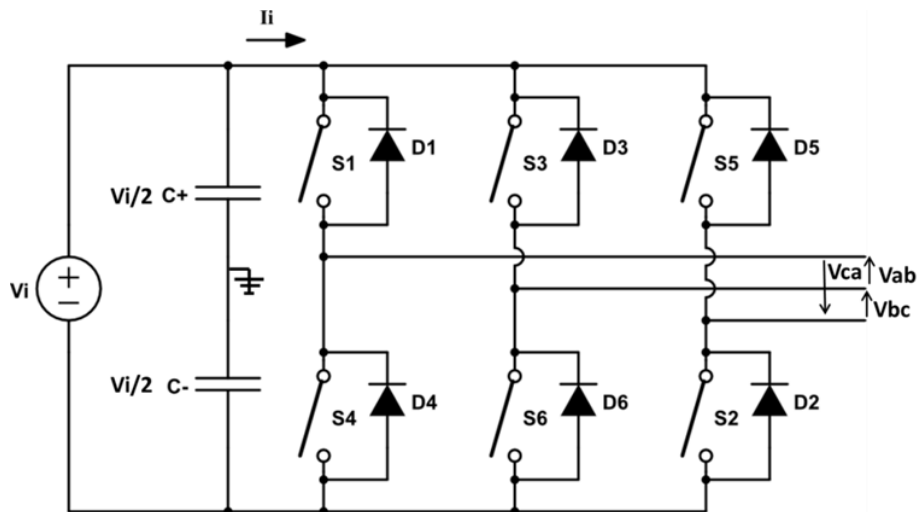 Ii
S1 D1 S3 D3 S5 D5
Vi/2 C+
Vca Vab
Vi + −
Vbc
Vi/2 C-
S4 D4 S6 D6 S2 D2